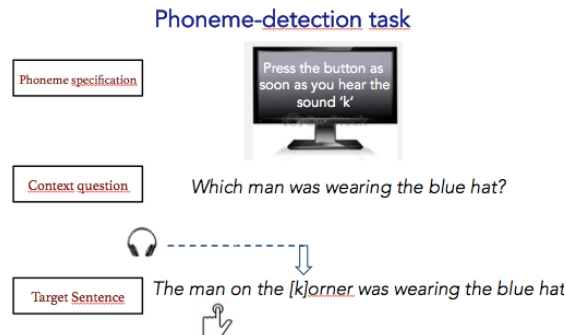 Phoneme-detection task
Phoneme specification
Press the button as
soon as you hear the
sound ‘k’
Context question
Which man was wearing the blue hat?
Target Sentence
The man on the [k]orner was wearing the blue hat